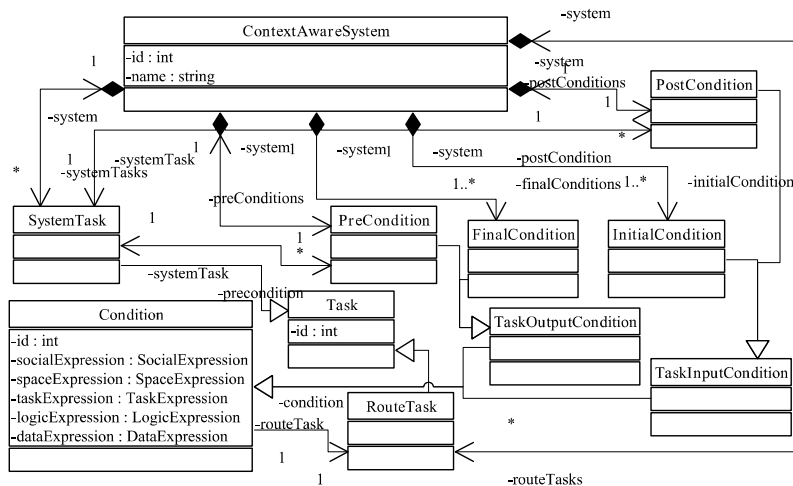 -system
ContextAwareSystem
1
-id : int
-name : string
-system
1
-postConditions
PostCondition
1
-system
1
1
*
-system
1
-system
1
-system
1
-systemTask
-postCondition
*
-systemTasks
1..*
-finalConditions
1..*
-initialCondition
-preConditions
SystemTask
1
PreCondition
1
FinalCondition
InitialCondition
*
-systemTask
-precondition
Task
Condition
-id : int
TaskOutputCondition
-id : int
-socialExpression : SocialExpression
-spaceExpression : SpaceExpression
-taskExpression : TaskExpression
-logicExpression : LogicExpression
-dataExpression : DataExpression
TaskInputCondition
-condition
RouteTask
-routeTask
*
1
1
-routeTasks